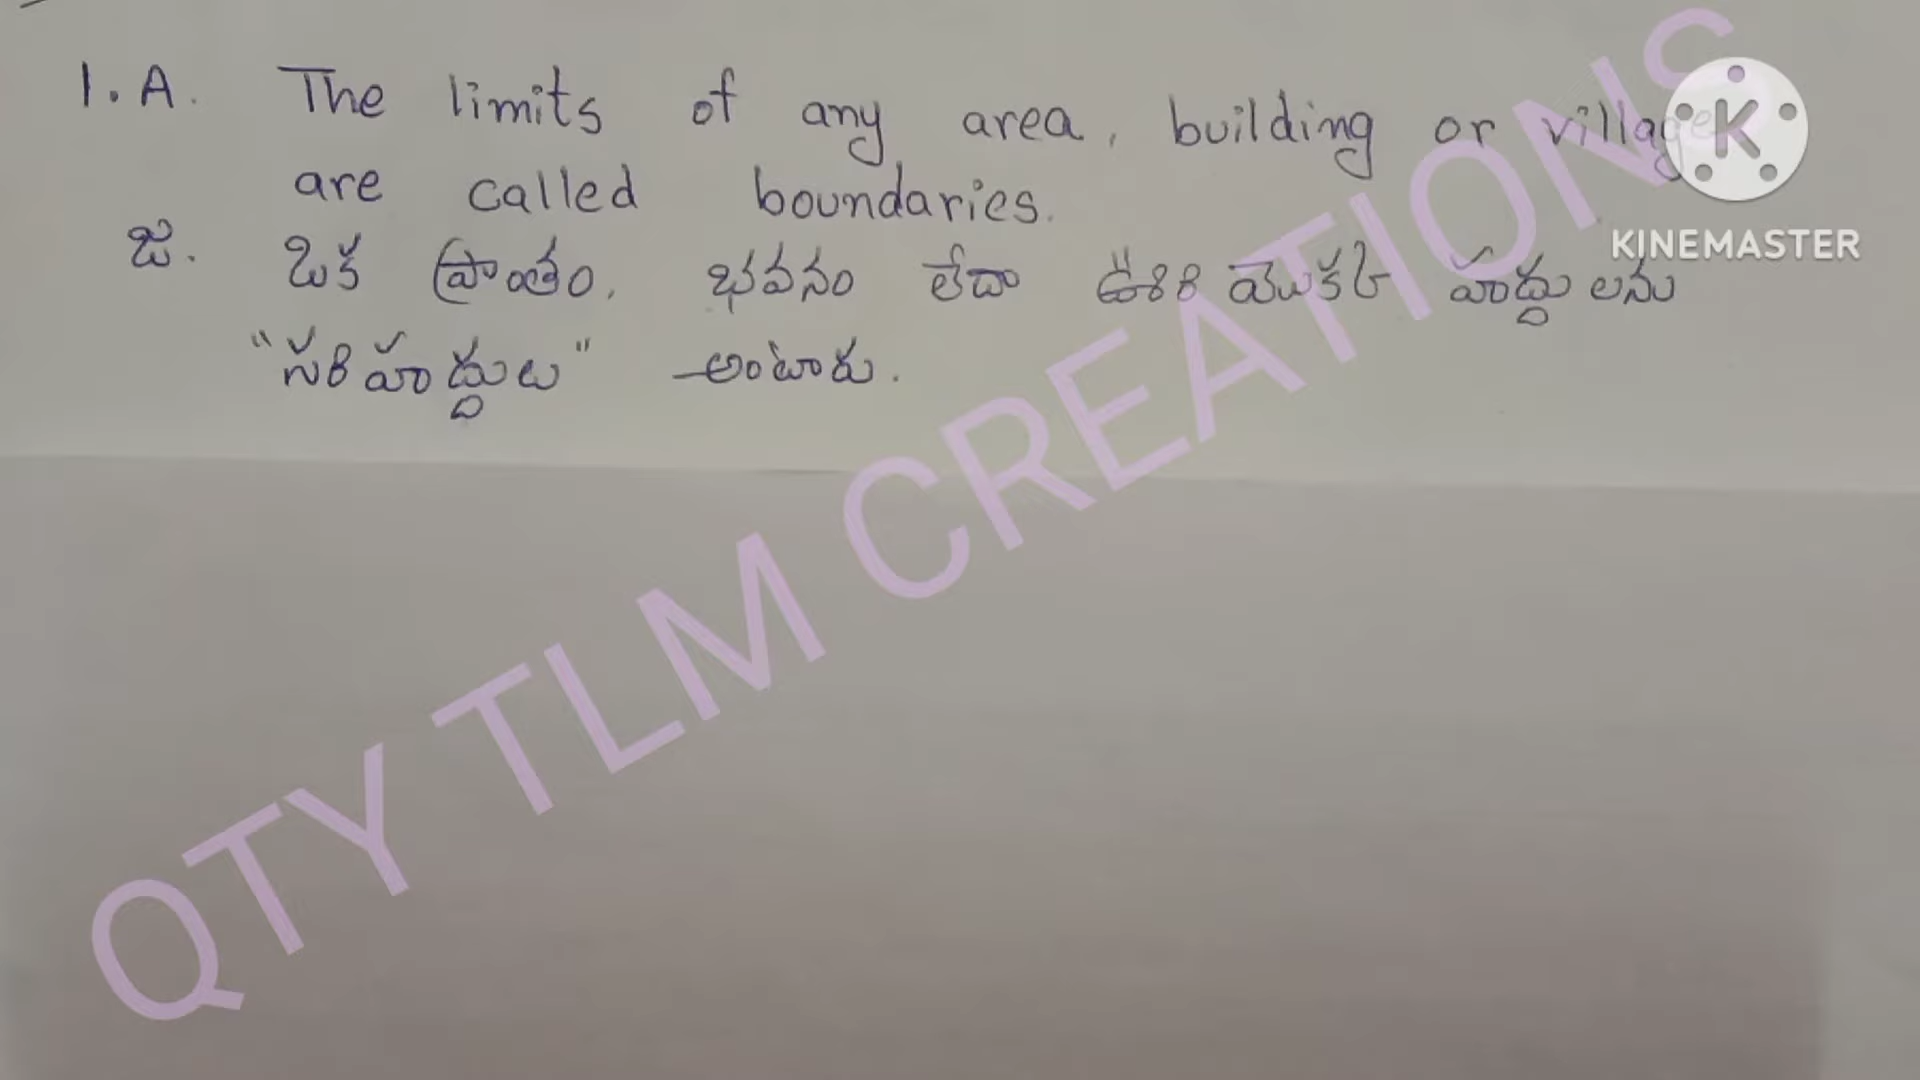 1. A. The limits of any area, building or village
are called boundaries.
జ. ఒక ప్రాంతం, భవనం లేదా ఊరి యొక్క హద్దులను
"సరిహద్దులు" అంటారు.
KINEMASTER
QTY TLM CREATIONS